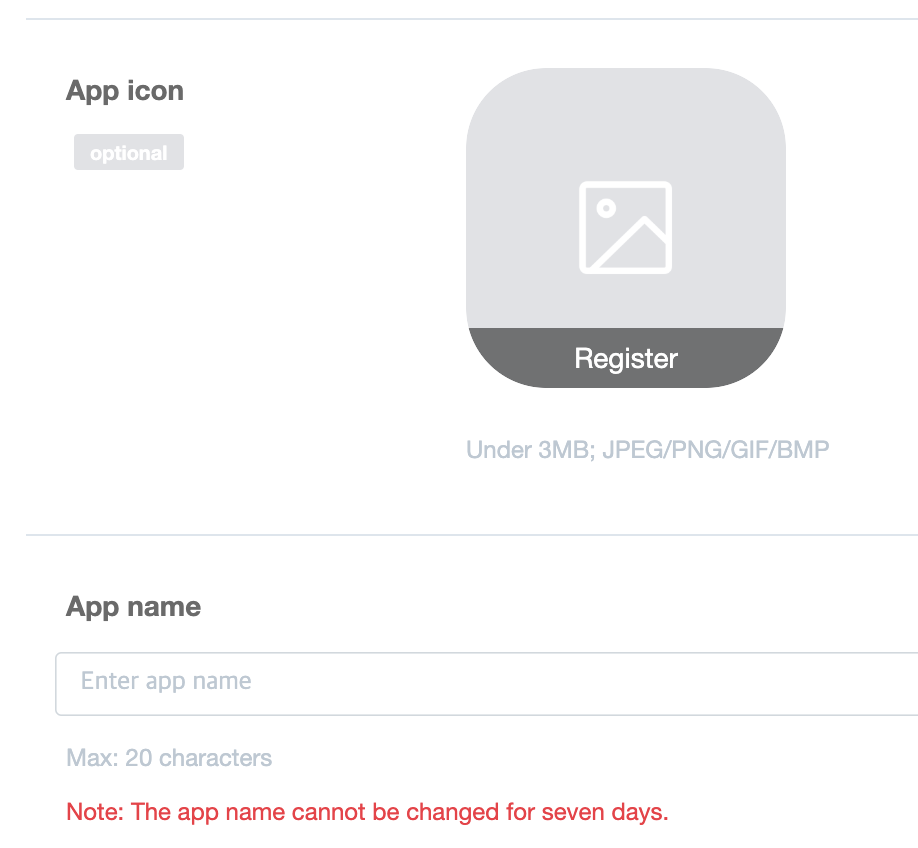 App icon
optional
Register
Under 3MB; JPEG/PNG/GIF/BMP
App name
Enter app name
Max: 20 characters
Note: The app name cannot be changed for seven days.